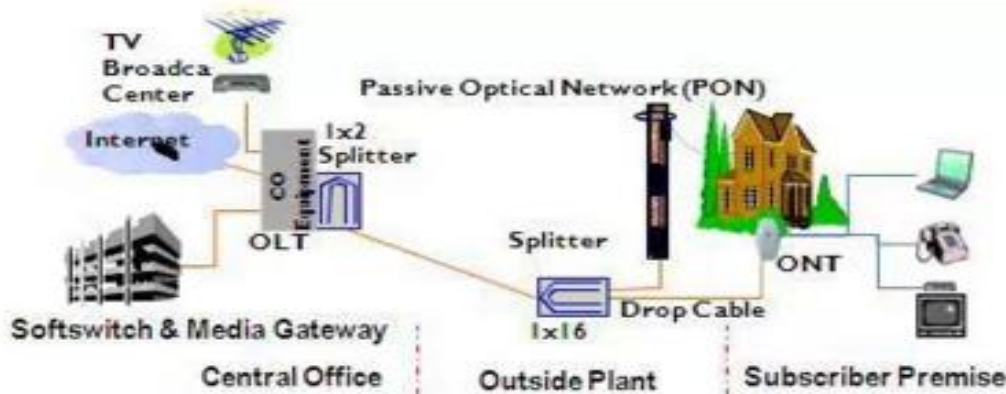 TV
Broadca
Center
Passive Optical Network (PON)
Internet
1x2
Splitter
CO
Equipment
OLT
Splitter
ONT
Drop Cable
1x16
Softswitch & Media Gateway
Central Office
Outside Plant
Subscriber Premise